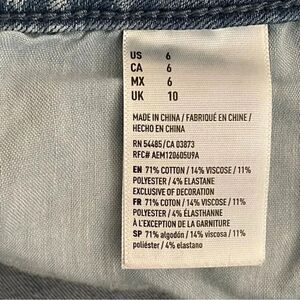 US 6
CA 6
MX 6
UK 10
MADE IN CHINA / FABRIQUÉ EN CHINE /
HECHO EN CHINA
RN 54485/CA 03873
RFC# AEM120605U9A
EN 71% COTTON / 14% VISCOSE / 11%
POLYESTER / 4% ELASTANE
EXCLUSIVE OF DECORATION
FR 71% COTON / 14% VISCOSE / 11%
POLYESTER / 4% ÉLASTHANNE
À L'EXCEPTION DE LA GARNITURE
SP 71% algodón / 14% viscosa / 11%
poliéster / 4% elastano